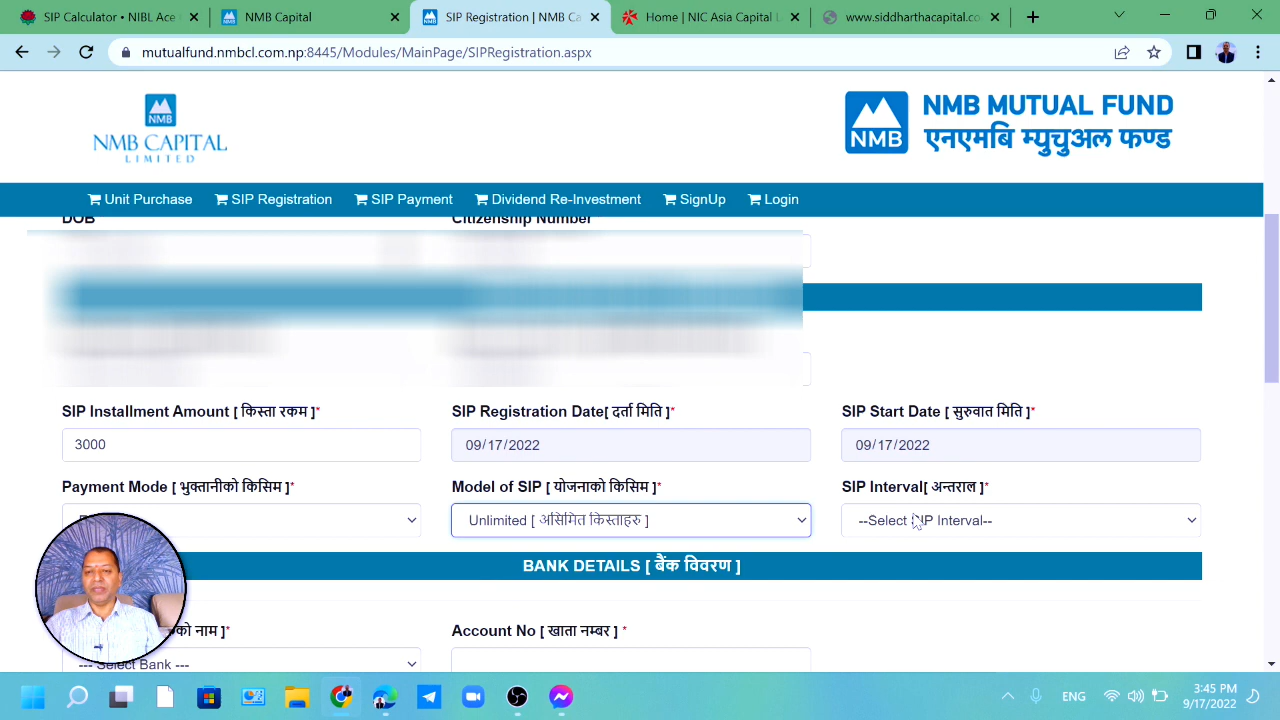 SIP Calculator - NIBL Ace
NMB Capital
SIP Registration | NMB Ca
Home | NIC Asia Capital L
www.siddharthacapital.co
mutualfund.nmbcl.com.np:8445/Modules/MainPage/SIPRegistration.aspx
NMB
NMB CAPITAL
LIMITED
NMB
NMB MUTUAL FUND
एनएमबि म्युचुअल फण्ड
Unit Purchase
SIP Registration
SIP Payment
Dividend Re-Investment
SignUp
Login
DOB
Citizenship Number
SIP Installment Amount [ किस्ता रकम ]*
SIP Registration Date[ दर्ता मिति ]*
SIP Start Date [ सुरुवात मिति ]*
3000
09/17/2022
09/17/2022
Payment Mode [ भुक्तानीको किसिम ]*
Model of SIP [ योजनाको किसिम ]*
SIP Interval[ अन्तराल ]*
Unlimited [ असिमित किस्ताहरु ]
--Select SIP Interval--
BANK DETAILS [ बैंक विवरण ]
को नाम ]*
Account No [ खाता नम्बर ] *
--- Select Bank ---
ENG
3:45 PM
9/17/2022